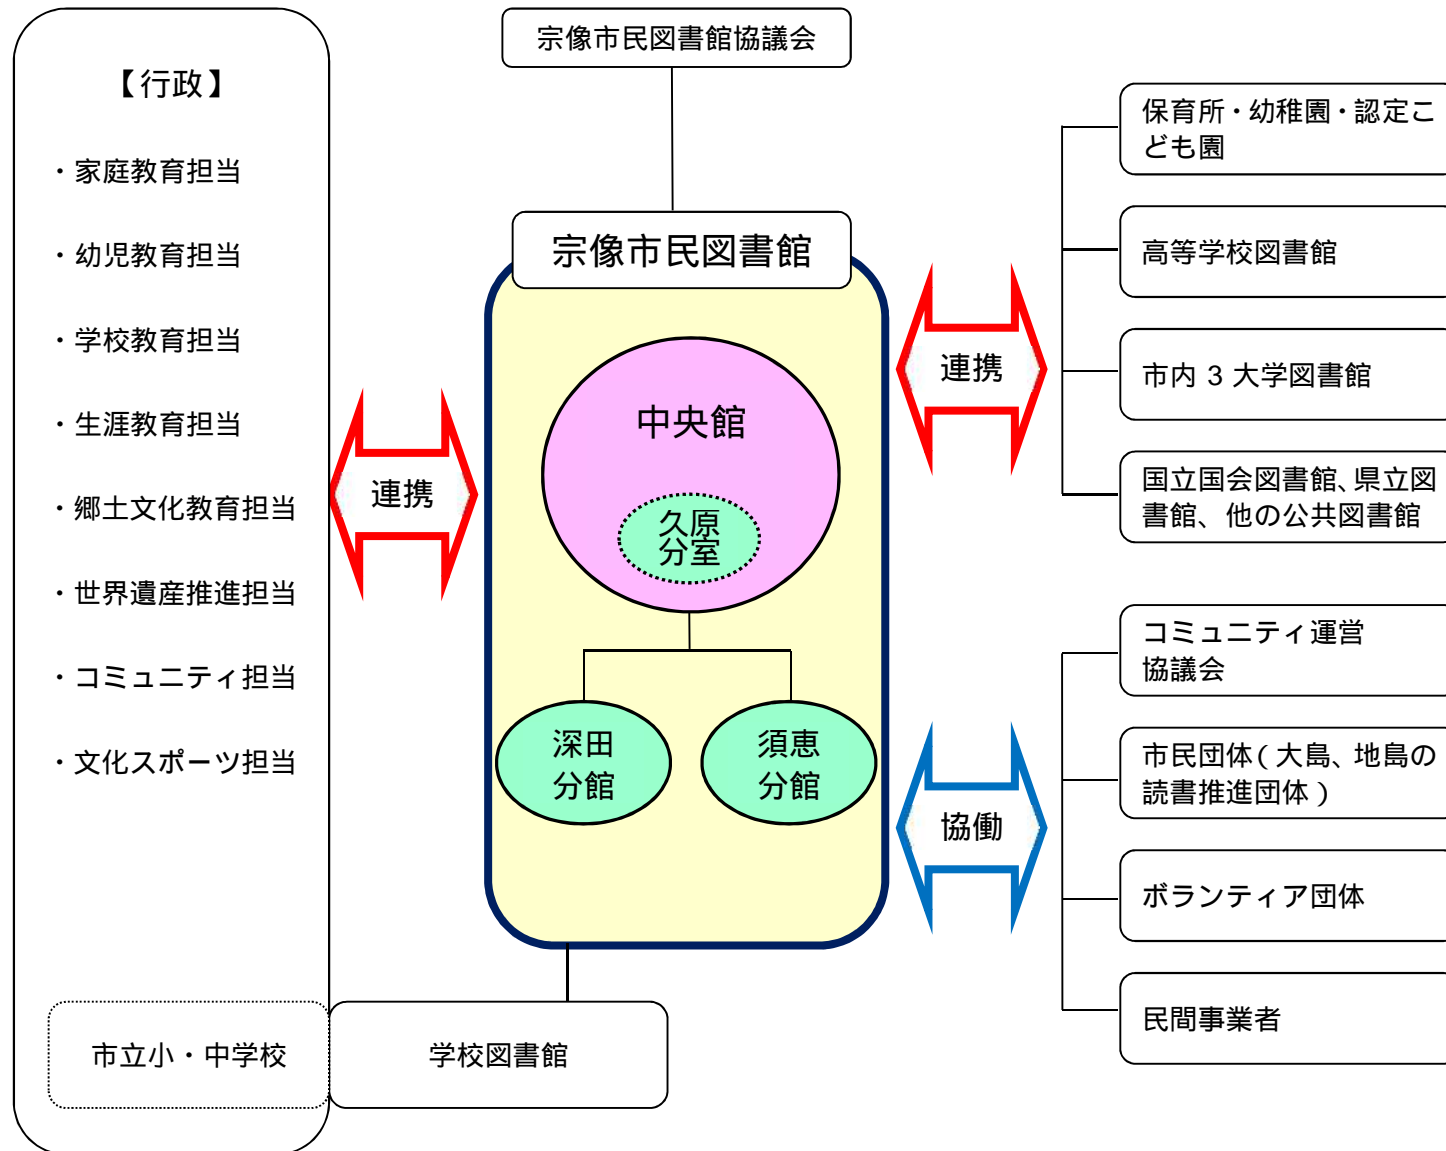 【行政】
・家庭教育担当
・幼児教育担当
・学校教育担当
・生涯教育担当
・郷土文化教育担当
・世界遺産推進担当
・コミュニティ担当
・文化スポーツ担当
市立小・中学校
学校図書館
連携
宗像市民図書館協議会
宗像市民図書館
中央館
久原
分室
深田
分館
須恵
分館
連携
保育所・幼稚園・認定こ
ども園
高等学校図書館
市内 3 大学図書館
国立国会図書館、県立図
書館、他の公共図書館
協働
コミュニティ運営
協議会
市民団体（大島、地島の
読書推進団体）
ボランティア団体
民間事業者